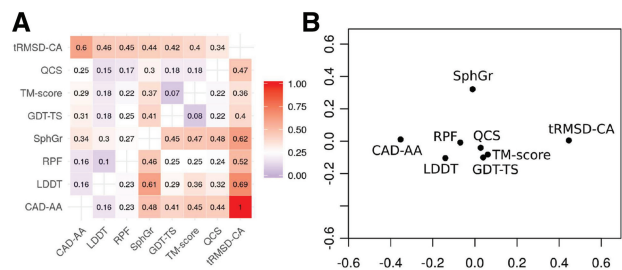 A
tRMSD-CA 0.6 0.46 0.45 0.44 0.42 0.4 0.34
QCS 0.25 0.15 0.17 0.3 0.18 0.18 0.47
TM-score 0.29 0.18 0.22 0.37 0.07 0.22 0.36
GDT-TS 0.31 0.18 0.25 0.41 0.08 0.22 0.4
SphGr 0.34 0.3 0.27 0.45 0.47 0.48 0.62
RPF 0.16 0.1 0.46 0.25 0.25 0.24 0.52
LDDT 0.16 0.23 0.61 0.29 0.36 0.32 0.69
CAD-AA 0.16 0.23 0.48 0.41 0.45 0.44 1
CAD-AA LDDT RPF SphGr GDT-TS TM-score QCS tRMSD-CA
1.00
0.75
0.50
0.25
0.00
B
0.6
0.4
0.2
0.0
-0.2
-0.6
SphGr
tRMSD-CA
RPF QCS
CAD-AA
TM-score
LDDT GDT-TS
-0.6 -0.4 -0.2 0.0 0.2 0.4 0.6